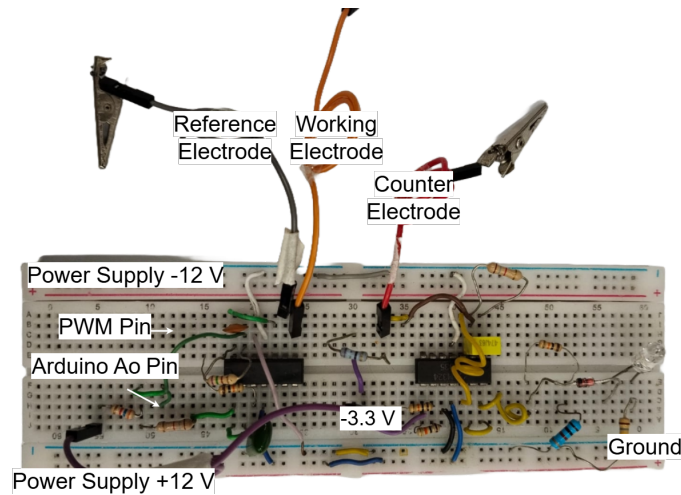 Reference
Electrode
Working
Electrode
Counter
Electrode
Power Supply -12 V
PWM Pin
Arduino Ao Pin
-3.3 V
Ground
Power Supply +12 V